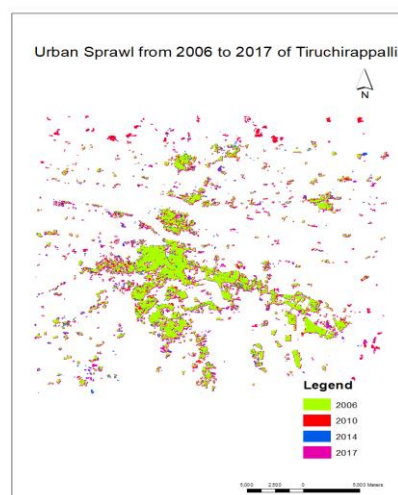 Urban Sprawl from 2006 to 2017 of Tiruchirappalli
N
Legend
2006
2010
2014
2017
5,000 2,500 0 5,000 Meters